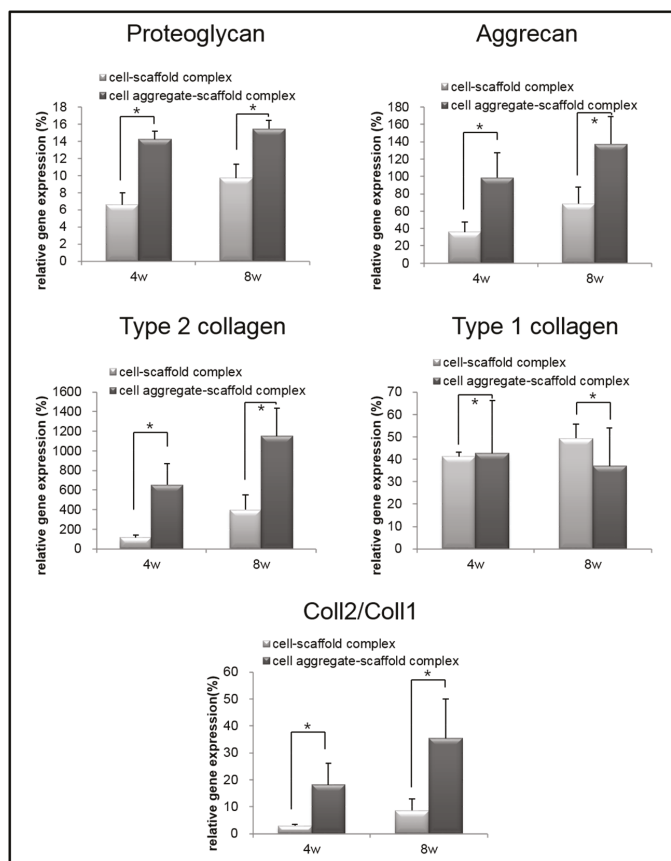 Proteoglycan
cell-scaffold complex
cell aggregate-scaffold complex
relative gene expression (%)
18
16
14
12
10
8
6
4
2
0
*
*
4w
8w
Aggrecan
cell-scaffold complex
cell aggregate-scaffold complex
relative gene expression (%)
180
160
140
120
100
80
60
40
20
0
*
*
4w
8w
Type 2 collagen
cell-scaffold complex
cell aggregate-scaffold complex
relative gene expression (%)
1600
1400
1200
1000
800
600
400
200
0
*
*
4w
8w
Type 1 collagen
cell-scaffold complex
cell aggregate-scaffold complex
relative gene expression (%)
70
60
50
40
30
20
10
0
*
*
4w
8w
Coll2/Coll1
cell-scaffold complex
cell aggregate-scaffold complex
relative gene expression(%)
60
50
40
30
20
10
0
*
*
4w
8w